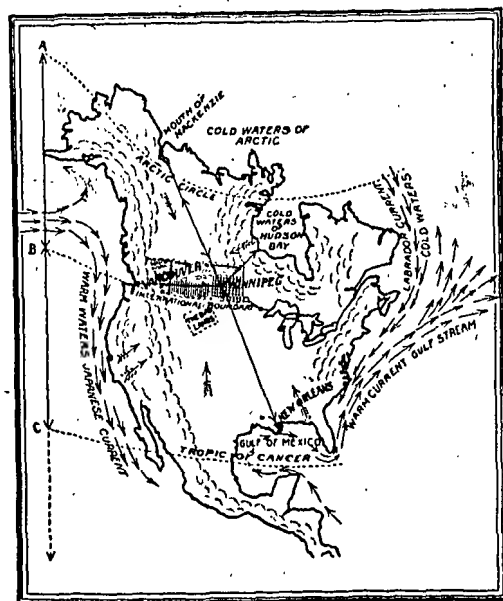 A
MOUTH OF
MACKENZIE
COLD WATERS OF
ARCTIC
ARCTIC CIRCLE
COLD
WATERS
OF
HUDSON
BAY
LABRADOR CURRENT
COLD WATERS
B
VANCOUVER
WINNIPEG
INTERNATIONAL BOUNDARY
WARM WATERS JAPANESE CURRENT
WARM CURRENT GULF STREAM
NEW ORLEANS
C
GULF OF MEXICO
TROPIC OF CANCER